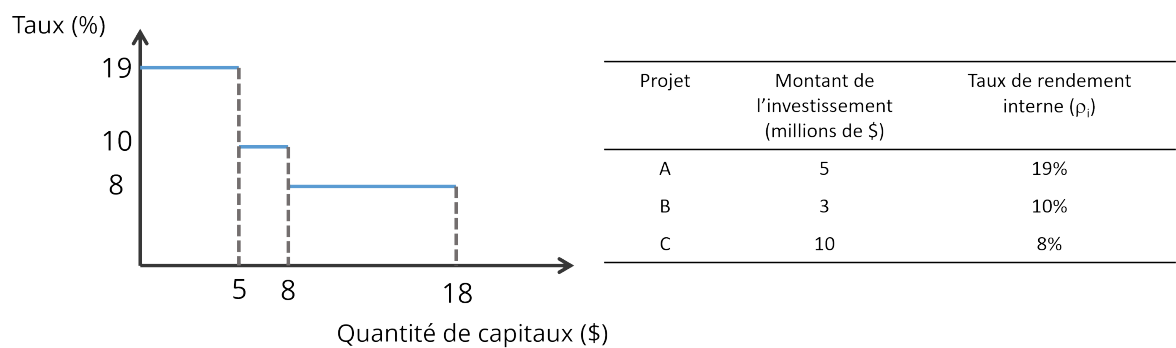 Taux (%)
19
10
8
5 8 18
Quantité de capitaux ($)
Projet Montant de l’investissement (millions de $) Taux de rendement interne (ρi)
A 5 19%
B 3 10%
C 10 8%